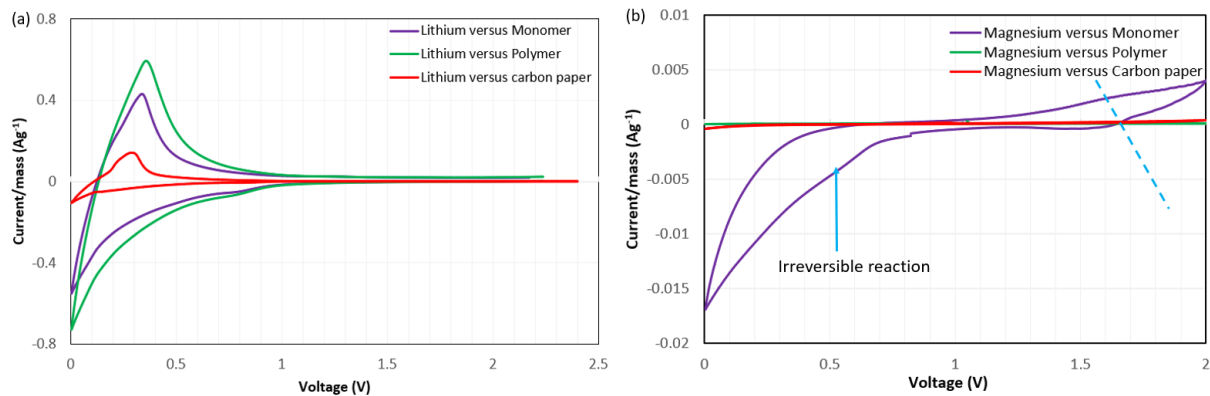 (a)
0.8
0.4
0
-0.4
-0.8
Current/mass (Ag⁻¹)
Lithium versus Monomer
Lithium versus Polymer
Lithium versus carbon paper
0 0.5 1 1.5 2 2.5
Voltage (V)
(b)
0.01
0.005
0
-0.005
-0.01
-0.015
-0.02
Current/mass (Ag⁻¹)
Magnesium versus Monomer
Magnesium versus Polymer
Magnesium versus Carbon paper
Irreversible reaction
0 0.5 1 1.5 2
Voltage (V)